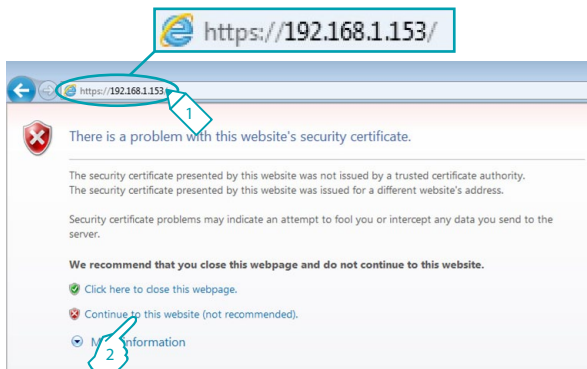 https://192.168.1.153/
https://192.168.1.153
1
There is a problem with this website's security certificate.
The security certificate presented by this website was not issued by a trusted certificate authority.
The security certificate presented by this website was issued for a different website's address.
Security certificate problems may indicate an attempt to fool you or intercept any data you send to the
server.
We recommend that you close this webpage and do not continue to this website.
Click here to close this webpage.
Continue to this website (not recommended).
information
2